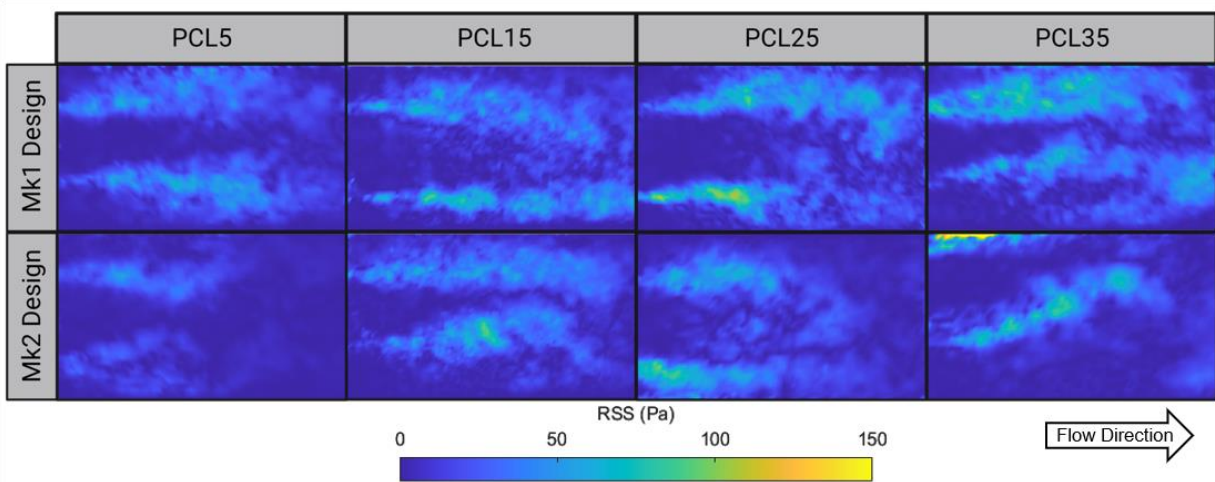 PCL5 PCL15 PCL25 PCL35
Mk1 Design
Mk2 Design
RSS (Pa)
0 50 100 150
Flow Direction